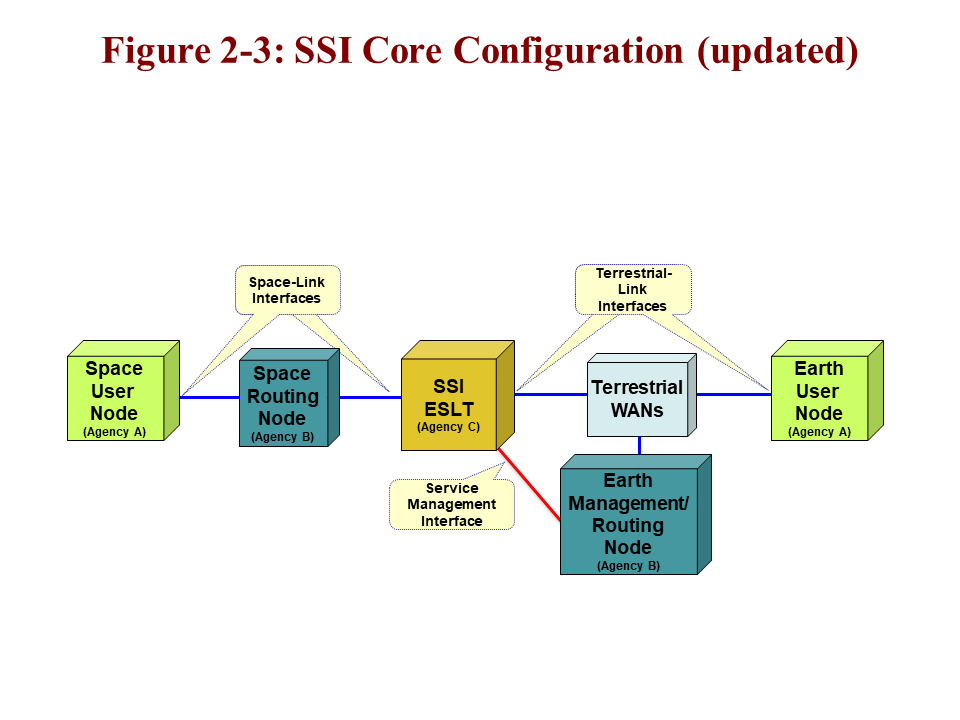 Figure 2-3: SSI Core Configuration (updated)
Space-Link
Interfaces
Terrestrial-
Link
Interfaces
Space
User
Node
(Agency A)
Space
Routing
Node
(Agency B)
SSI
ESLT
(Agency C)
Terrestrial
WANs
Earth
User
Node
(Agency A)
Service
Management
Interface
Earth
Management/
Routing
Node
(Agency B)